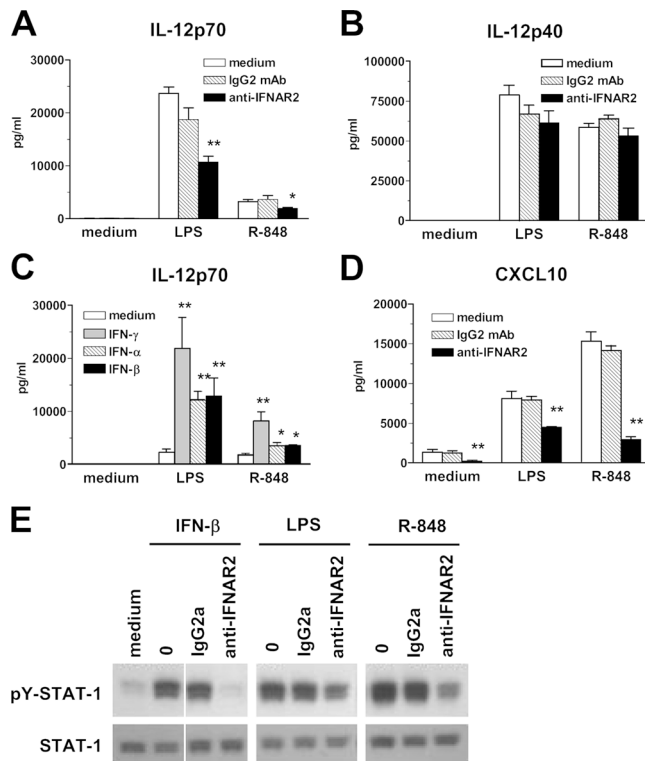 A
IL-12p70
30000
20000
10000
0
pg/ml
medium
IgG2 mAb
anti-IFNAR2
**
*
medium LPS R-848
B
IL-12p40
100000
75000
50000
25000
0
pg/ml
medium
IgG2 mAb
anti-IFNAR2
medium LPS R-848
C
IL-12p70
30000
20000
10000
0
pg/ml
medium
IFN-γ
IFN-α
IFN-β
**
** **
**
* *
medium LPS R-848
D
CXCL10
20000
15000
10000
5000
0
pg/ml
medium
IgG2 mAb
anti-IFNAR2
**
**
**
medium LPS R-848
E
IFN-β LPS R-848
medium 0 IgG2a anti-IFNAR2 0 IgG2a anti-IFNAR2 0 IgG2a anti-IFNAR2
pY-STAT-1
STAT-1